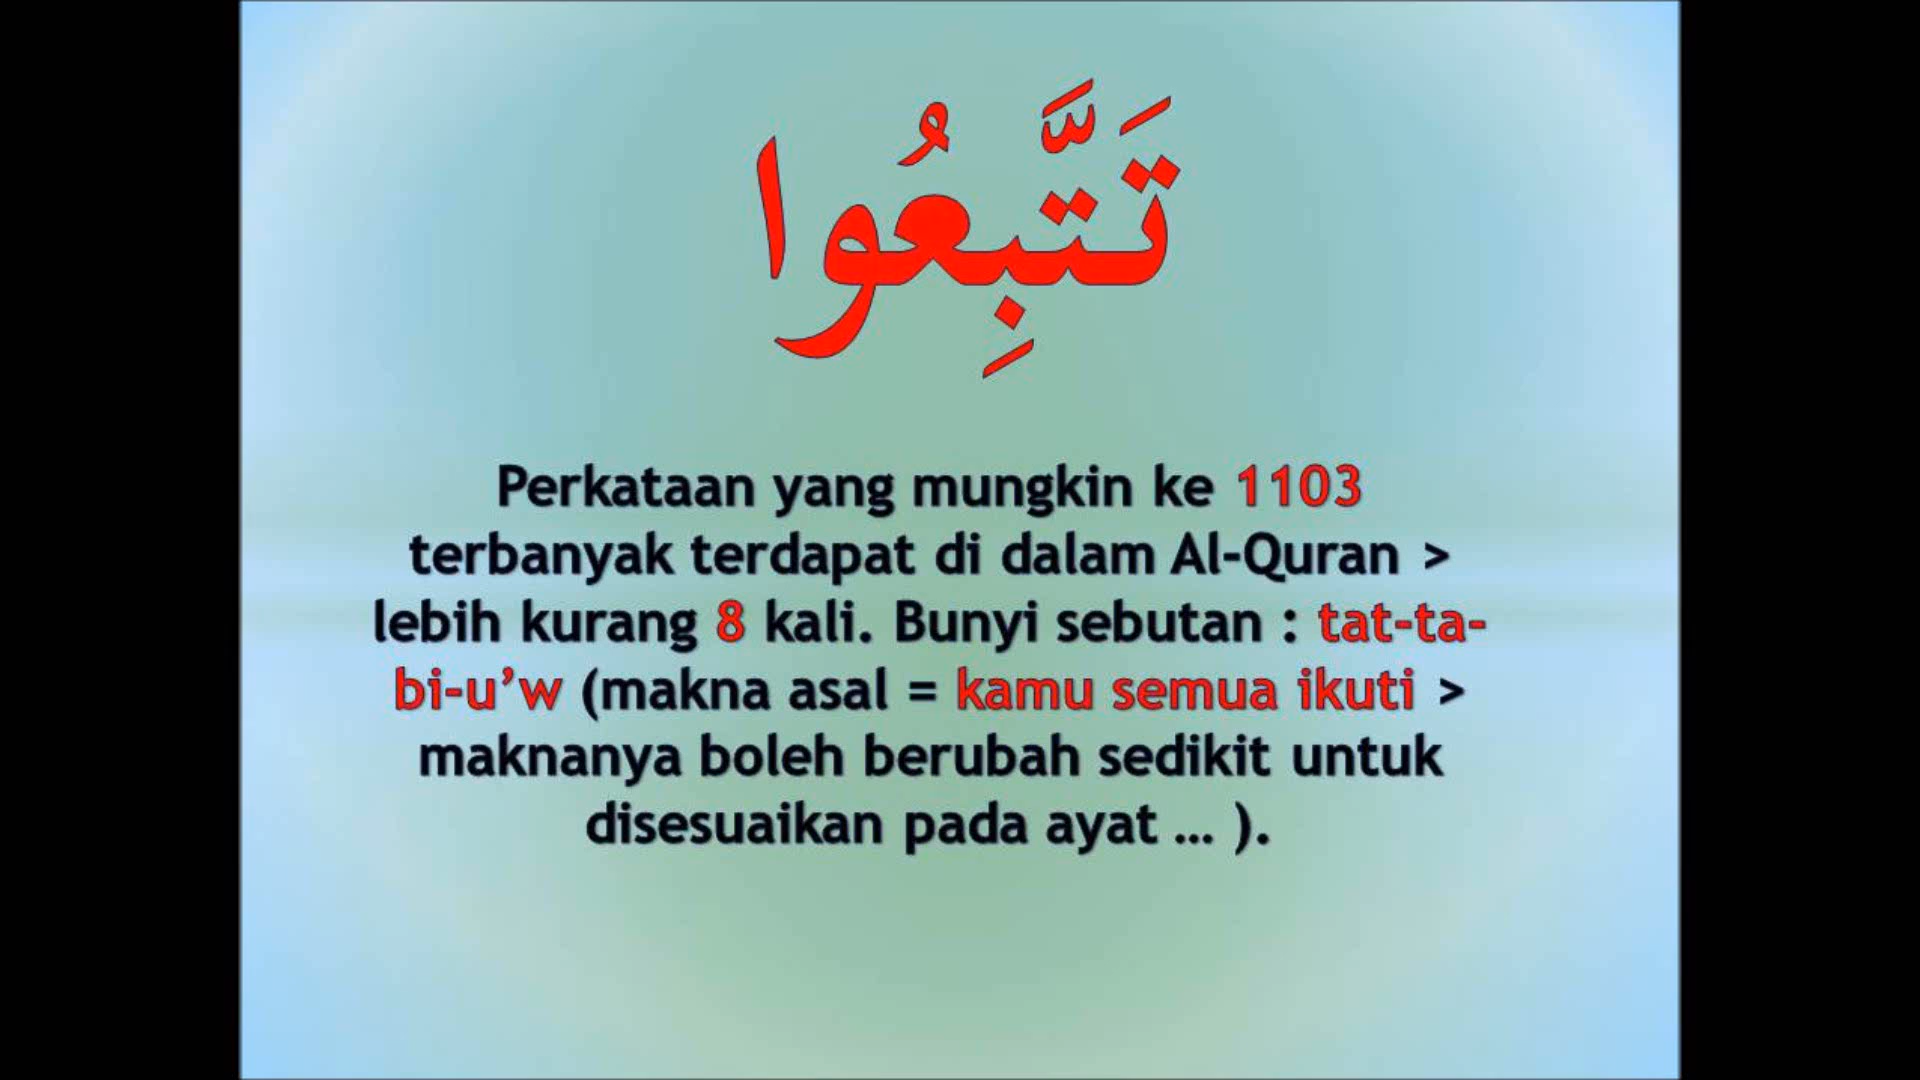 تَتَّبِعُوا
Perkataan yang mungkin ke 1103
terbanyak terdapat di dalam Al-Quran >
lebih kurang 8 kali. Bunyi sebutan : tat-ta-
bi-u’w (makna asal = kamu semua ikuti >
maknanya boleh berubah sedikit untuk
disesuaikan pada ayat … ).